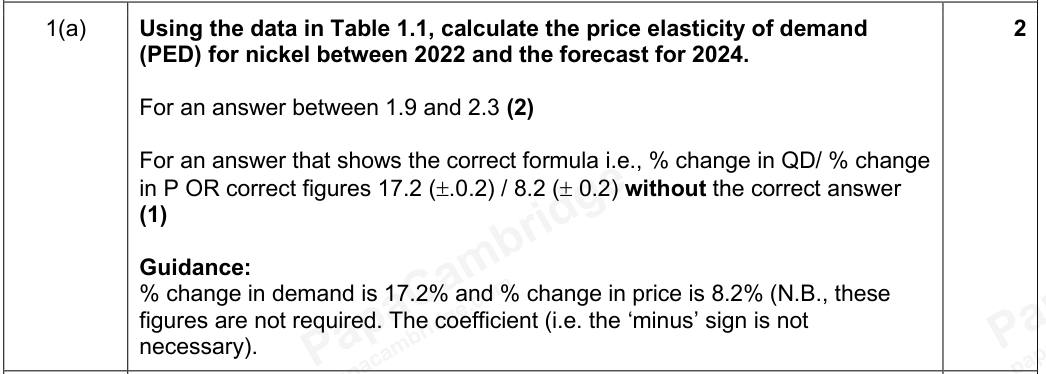 1(a) Using the data in Table 1.1, calculate the price elasticity of demand 2
(PED) for nickel between 2022 and the forecast for 2024.
For an answer between 1.9 and 2.3 (2)
For an answer that shows the correct formula i.e., % change in QD/ % change
in P OR correct figures 17.2 (±.0.2) / 8.2 (± 0.2) without the correct answer
(1)
Guidance:
% change in demand is 17.2% and % change in price is 8.2% (N.B., these
figures are not required. The coefficient (i.e. the ‘minus’ sign is not
necessary).